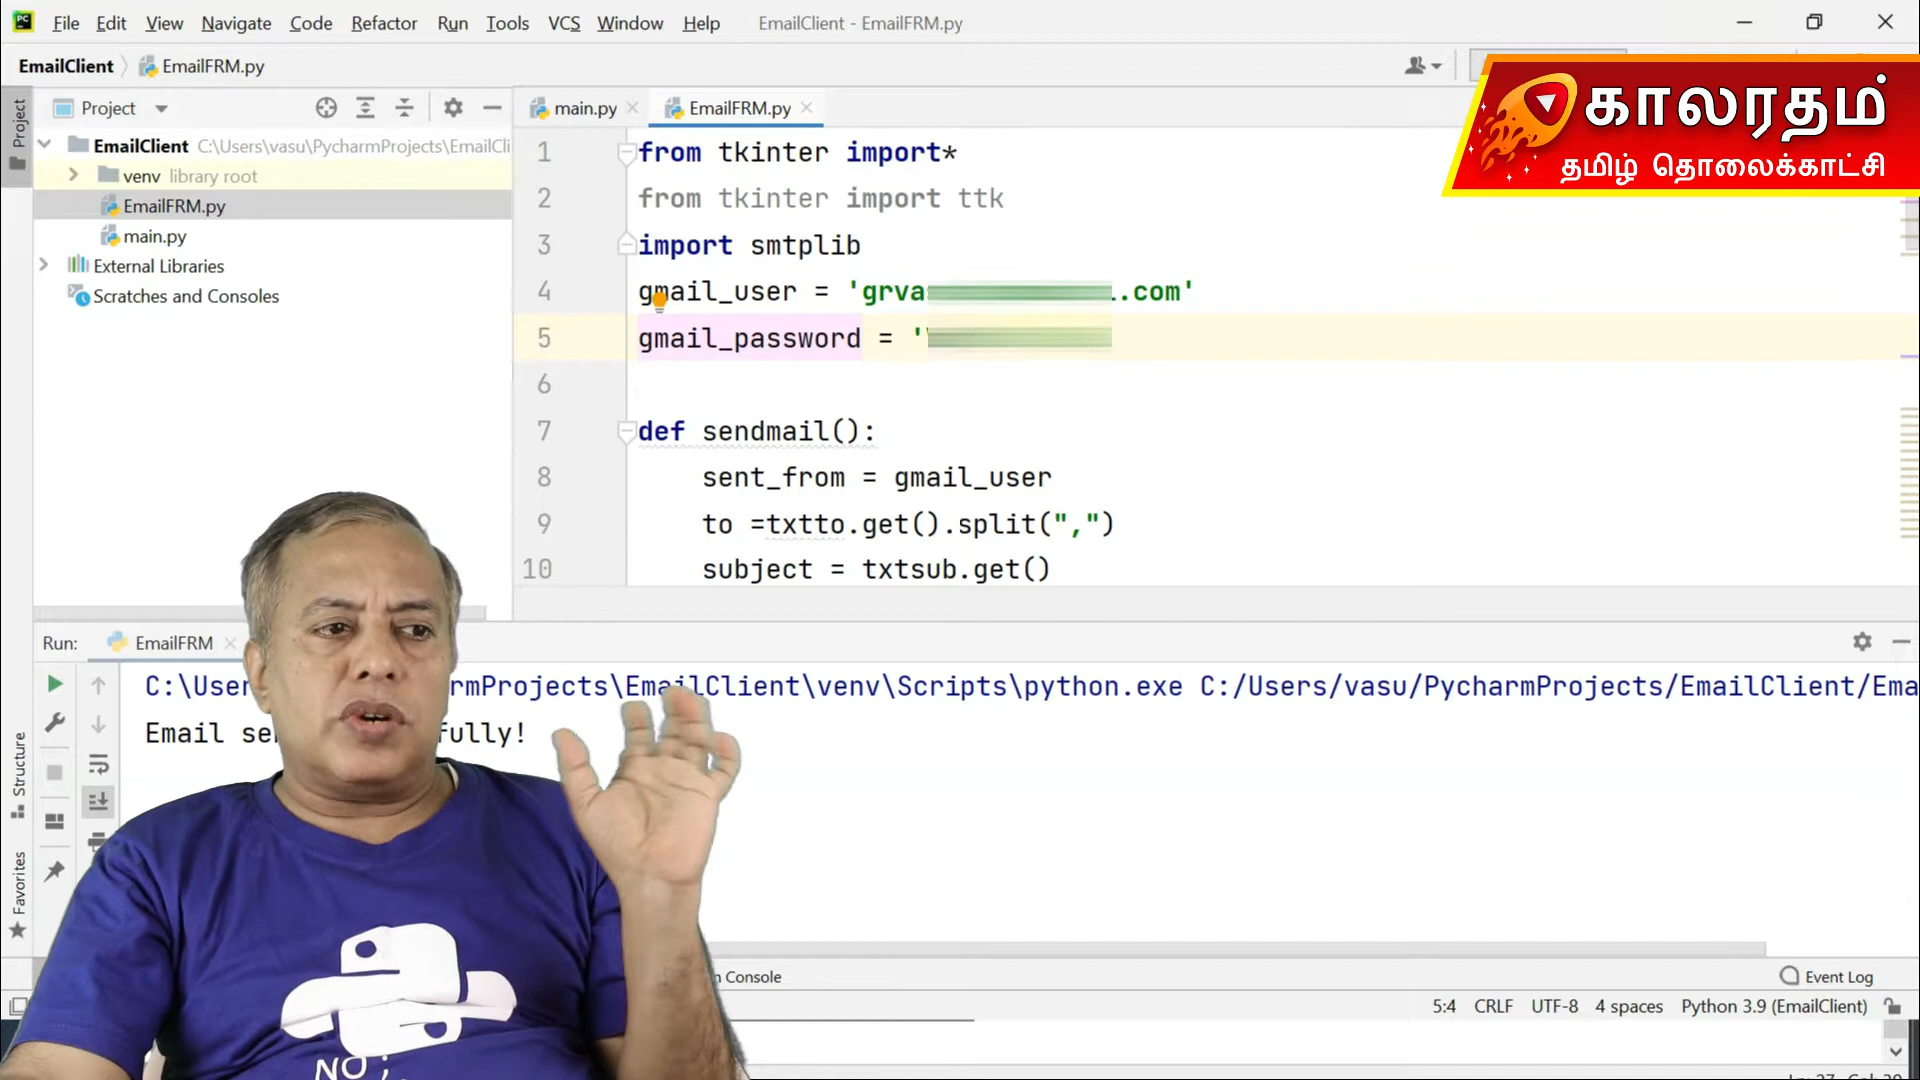 File Edit View Navigate Code Refactor Run Tools VCS Window Help EmailClient - EmailFRM.py
EmailClient EmailFRM.py
காலரதம்
தமிழ் தொலைக்காட்சி
Project
Project
main.py
EmailFRM.py
EmailClient C:\Users\vasu\PycharmProjects\EmailCli
venv library root
EmailFRM.py
main.py
External Libraries
Scratches and Consoles
1 from tkinter import*
2 from tkinter import ttk
3 import smtplib
4 gmail_user = 'grva .com'
5 gmail_password = '
6
7 def sendmail():
8 sent_from = gmail_user
9 to =txtto.get().split(",")
10 subject = txtsub.get()
Run: EmailFRM
C:\User rmProjects\EmailClient\venv\Scripts\python.exe C:/Users/vasu/PycharmProjects/EmailClient/Ema
Email se fully!
Structure
Favorites
NO ;
Console
Event Log
5:4 CRLF UTF-8 4 spaces Python 3.9 (EmailClient)